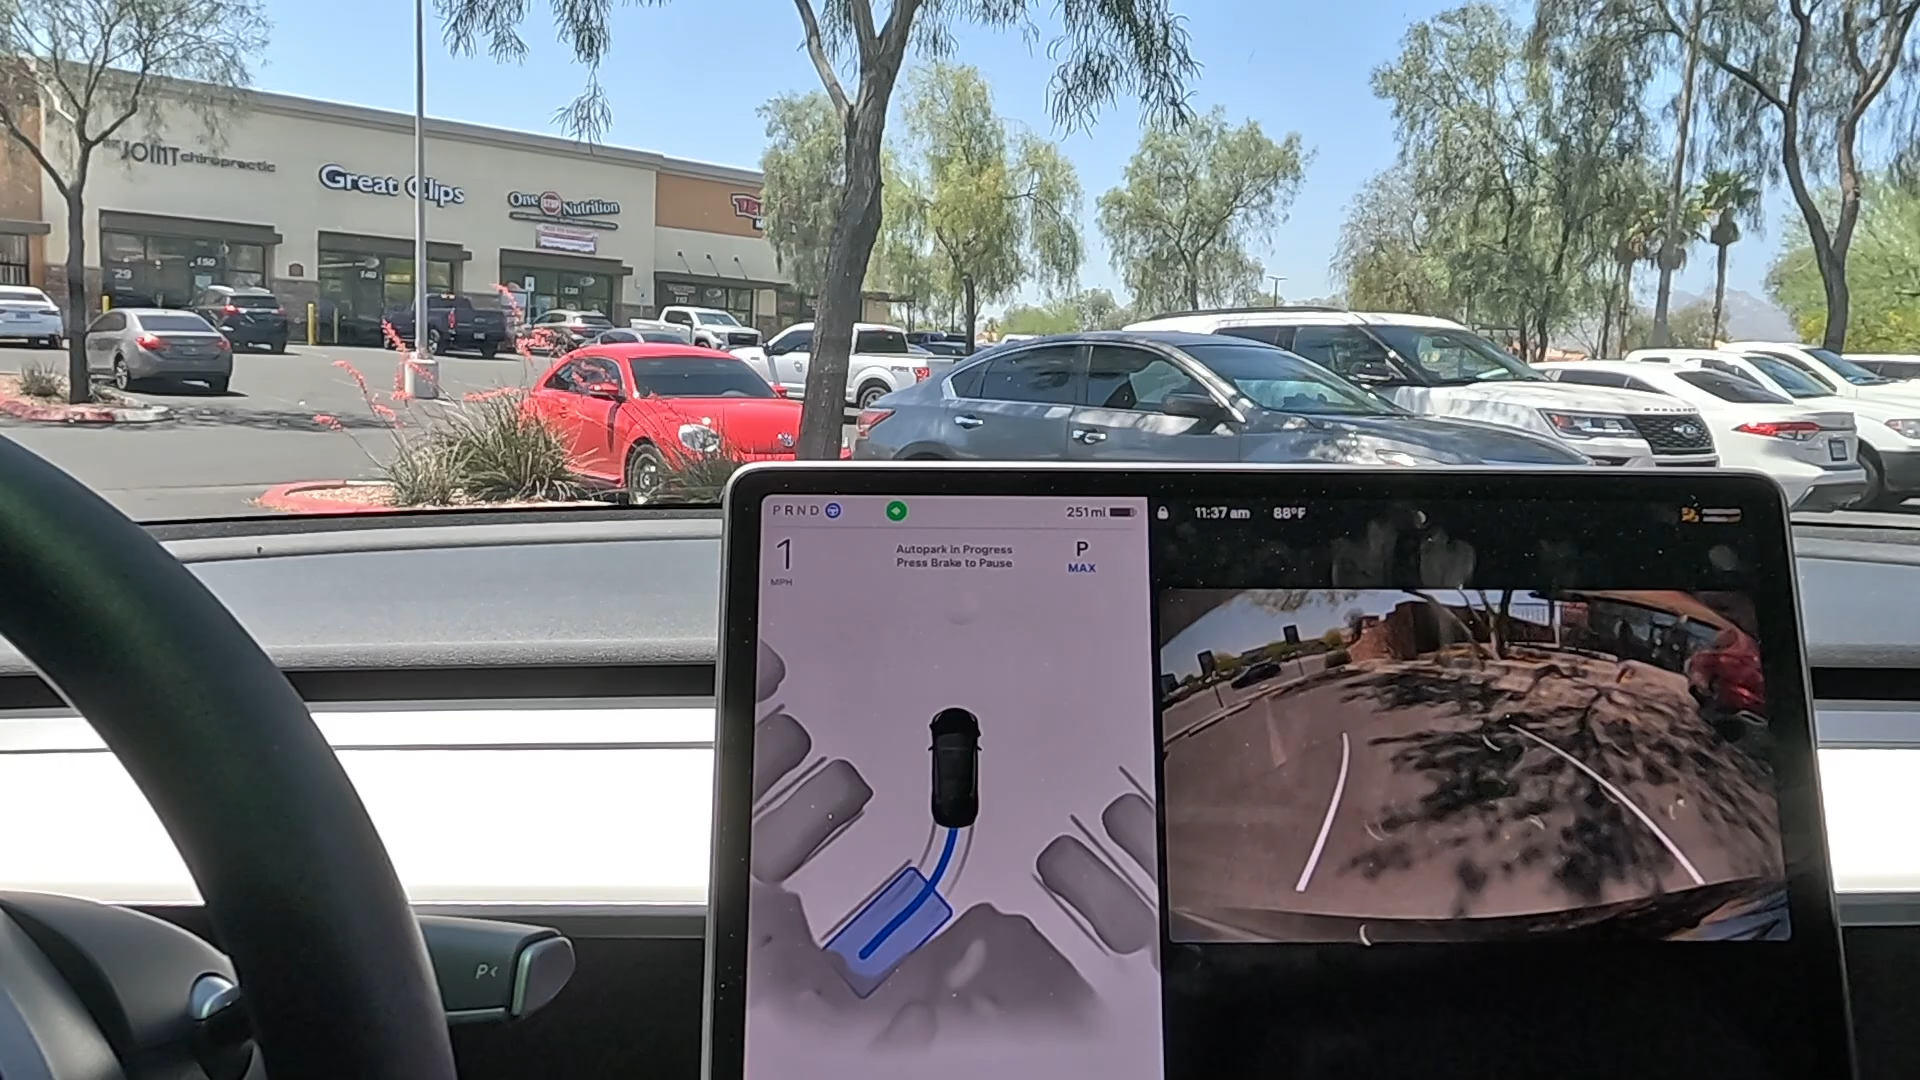 JOINT chiropractic
Great Clips
One STOP Nutrition
29
150
140
130
110
PRND
251 mi
11:37 am
88°F
1
MPH
Autopark in Progress
Press Brake to Pause
P
MAX
P<